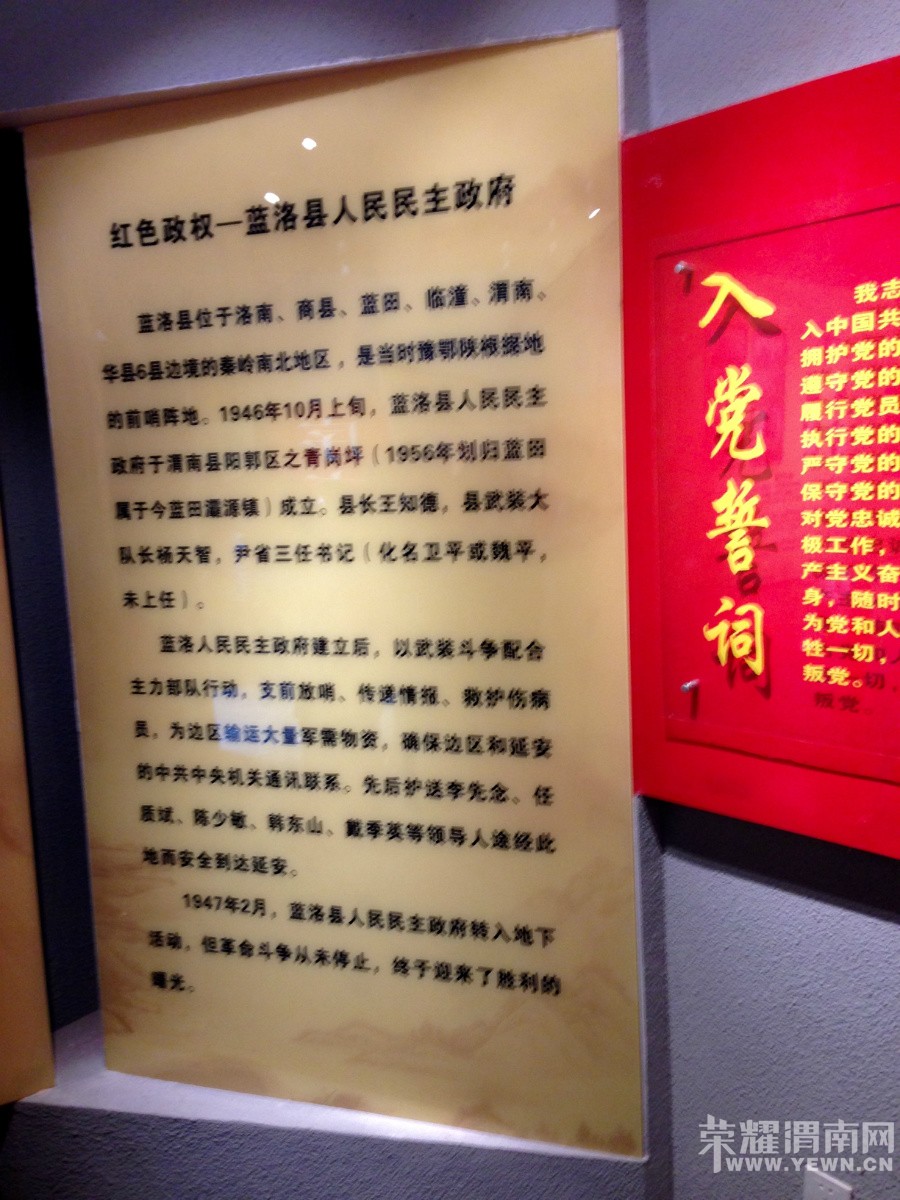 红色政权—蓝洛县人民民主政府
蓝洛县位于洛南、商县、蓝田、临潼、渭南、
华县6县边境的秦岭南北地区，是当时豫鄂陕根据地
的前哨阵地。1946年10月上旬，蓝洛县人民民主
政府于渭南县阳郭区之青岗坪（1956年划归蓝田
属于今蓝田灞源镇）成立。县长王知德，县武装大
队长杨天智，尹省三任书记（化名卫平或魏平，
未上任）。
蓝洛人民民主政府建立后，以武装斗争配合
主力部队行动，支前放哨、传递情报、救护伤病
员，为边区输运大量军需物资，确保边区和延安
的中共中央机关通讯联系。先后护送李先念、任
质斌、陈少敏、韩东山、戴季英等领导人途经此
地而安全到达延安。
1947年2月，蓝洛县人民民主政府转入地下
活动，但革命斗争从未停止，终于迎来了胜利的
曙光。
入党誓词
我志
入中国共
拥护党的
遵守党的
履行党员
执行党的
严守党的
保守党的
对党忠诚
极工作，
产主义奋
身，随时
为党和人
牲一切，
叛党。
荣耀渭南网
WWW.YEWN.CN